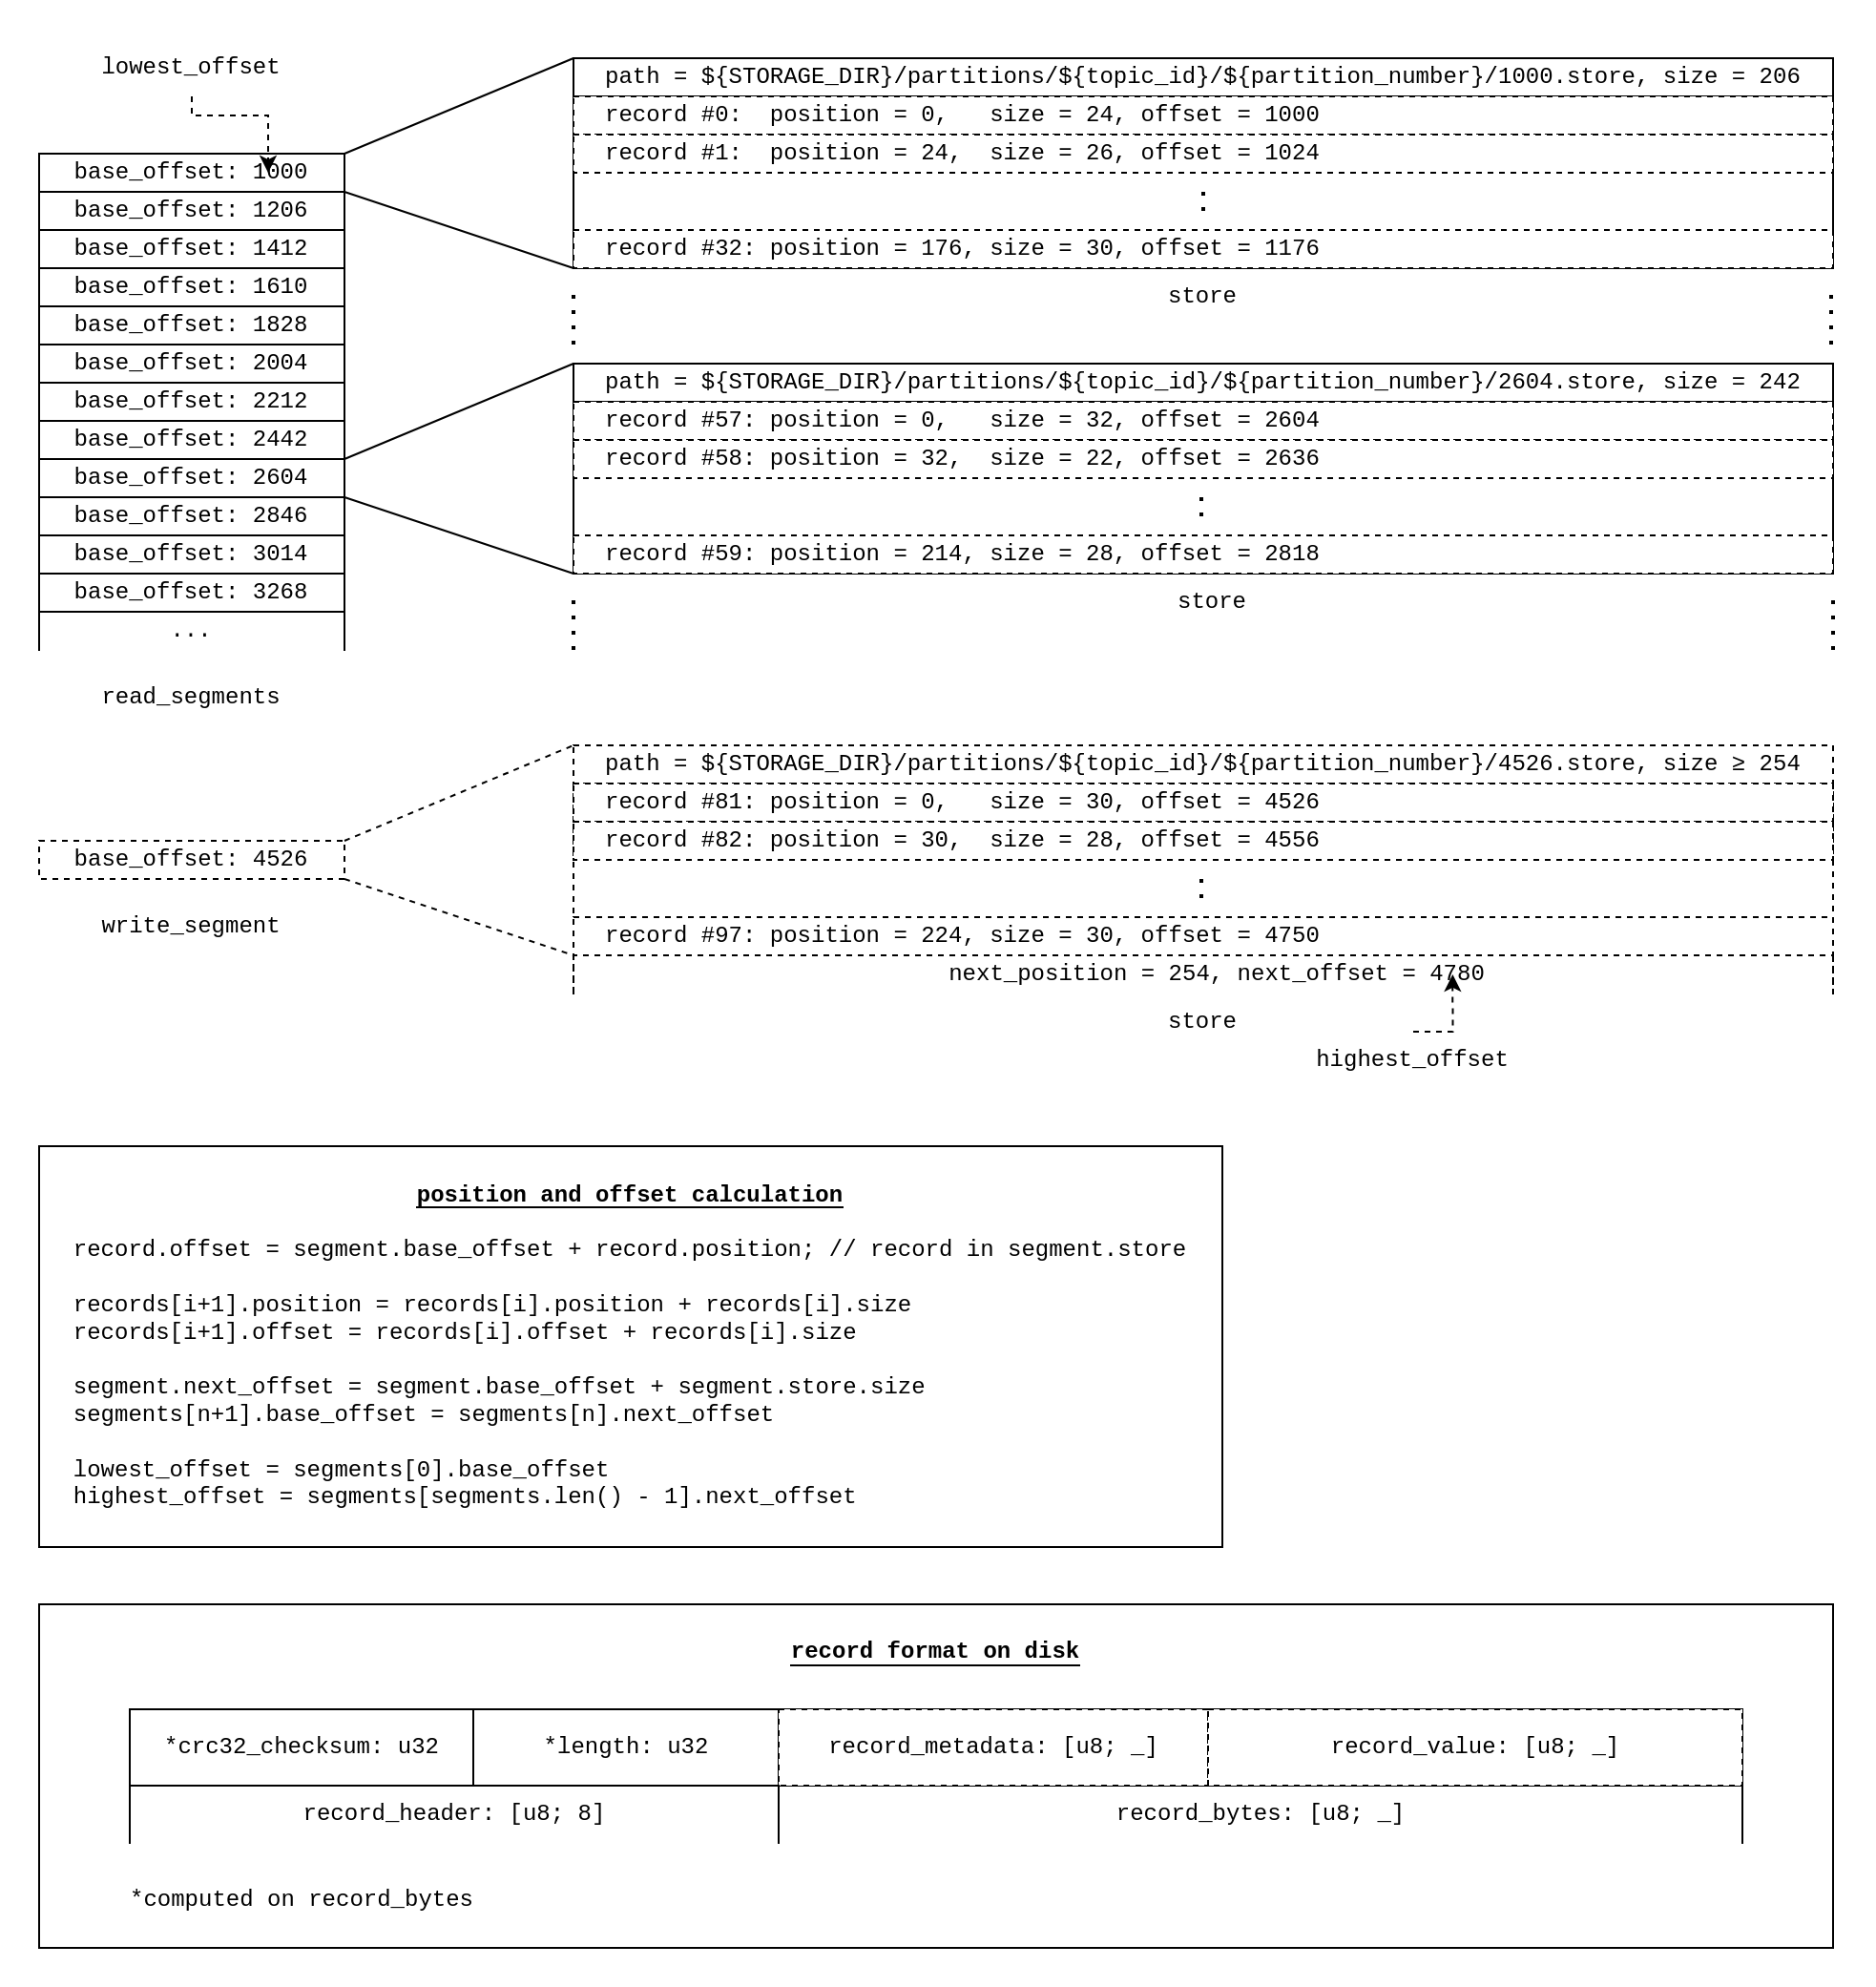 lowest_offset
base_offset: 1000
base_offset: 1206
base_offset: 1412
base_offset: 1610
base_offset: 1828
base_offset: 2004
base_offset: 2212
base_offset: 2442
base_offset: 2604
base_offset: 2846
base_offset: 3014
base_offset: 3268
...
read_segments
path = ${STORAGE_DIR}/partitions/${topic_id}/${partition_number}/1000.store, size = 206
record #0:  position = 0,   size = 24, offset = 1000
record #1:  position = 24,  size = 26, offset = 1024
record #32: position = 176, size = 30, offset = 1176
store
path = ${STORAGE_DIR}/partitions/${topic_id}/${partition_number}/2604.store, size = 242
record #57: position = 0,   size = 32, offset = 2604
record #58: position = 32,  size = 22, offset = 2636
record #59: position = 214, size = 28, offset = 2818
store
base_offset: 4526
write_segment
path = ${STORAGE_DIR}/partitions/${topic_id}/${partition_number}/4526.store, size ≥ 254
record #81: position = 0,   size = 30, offset = 4526
record #82: position = 30,  size = 28, offset = 4556
record #97: position = 224, size = 30, offset = 4750
next_position = 254, next_offset = 4780
store
highest_offset
position and offset calculation
record.offset = segment.base_offset + record.position; // record in segment.store
records[i+1].position = records[i].position + records[i].size
records[i+1].offset = records[i].offset + records[i].size
segment.next_offset = segment.base_offset + segment.store.size
segments[n+1].base_offset = segments[n].next_offset
lowest_offset = segments[0].base_offset
highest_offset = segments[segments.len() - 1].next_offset
record format on disk
*crc32_checksum: u32
*length: u32
record_metadata: [u8; _]
record_value: [u8; _]
record_header: [u8; 8]
record_bytes: [u8; _]
*computed on record_bytes